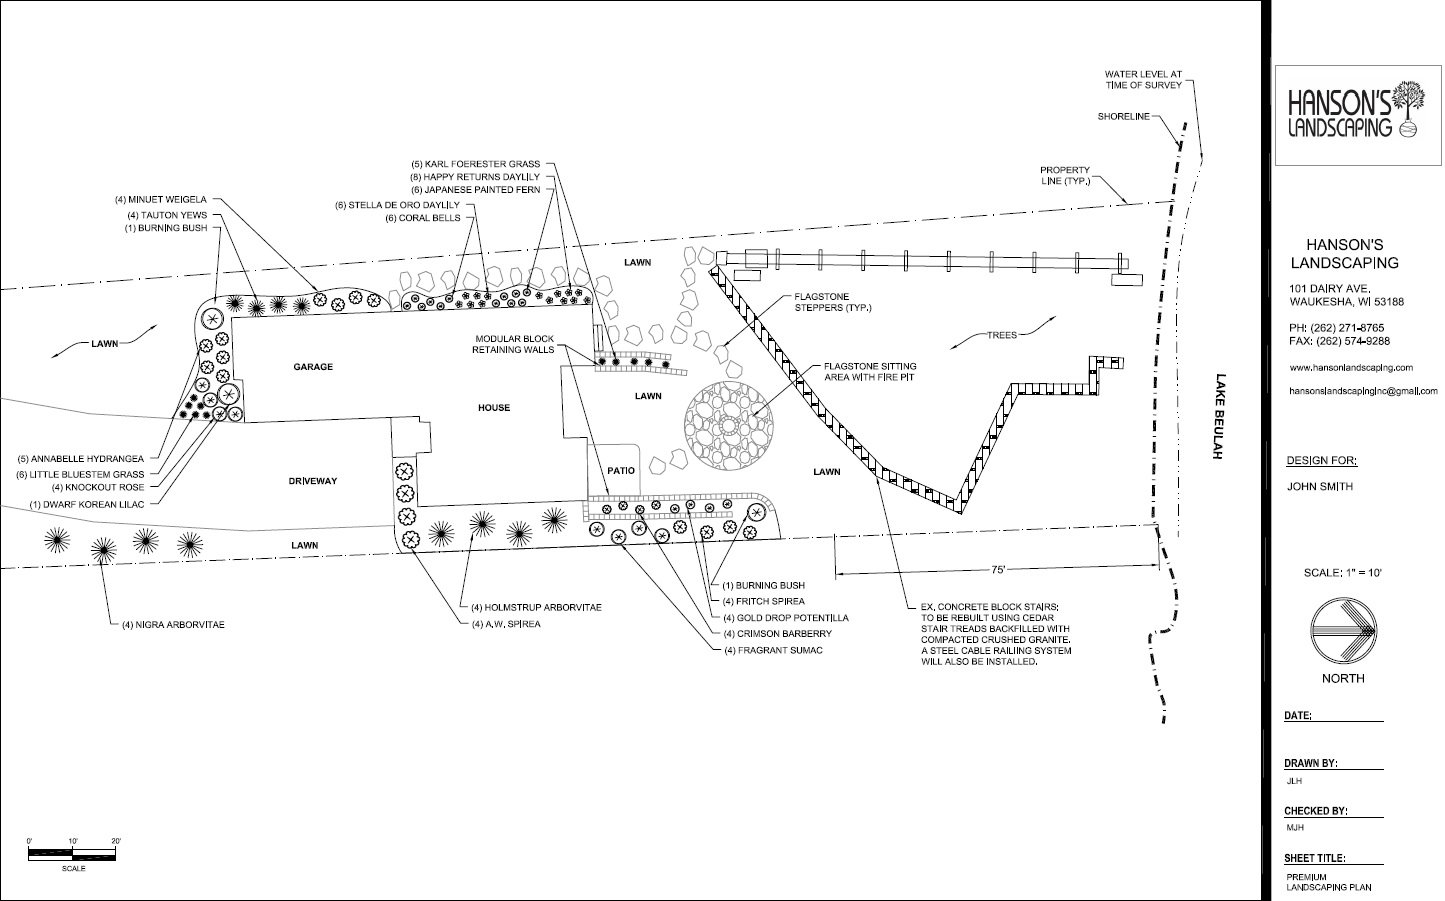 WATER LEVEL AT
TIME OF SURVEY
SHORELINE
PROPERTY
LINE (TYP.)
(5) KARL FOERESTER GRASS
(8) HAPPY RETURNS DAYLILY
(6) JAPANESE PAINTED FERN
(6) STELLA DE ORO DAYLILY
(6) CORAL BELLS
(4) MINUET WEIGELA
(4) TAUTON YEWS
(1) BURNING BUSH
LAWN
FLAGSTONE
STEPPERS (TYP.)
TREES
LAWN
MODULAR BLOCK
RETAINING WALLS
GARAGE
FLAGSTONE SITTING
AREA WITH FIRE PIT
LAWN
HOUSE
LAKE BEULAH
(5) ANNABELLE HYDRANGEA
(6) LITTLE BLUESTEM GRASS
(4) KNOCKOUT ROSE
(1) DWARF KOREAN LILAC
DRIVEWAY
PATIO
LAWN
LAWN
75'
(1) BURNING BUSH
(4) FRITCH SPIREA
(4) GOLD DROP POTENTILLA
(4) CRIMSON BARBERRY
(4) FRAGRANT SUMAC
(4) HOLMSTRUP ARBORVITAE
(4) A.W. SPIREA
(4) NIGRA ARBORVITAE
EX. CONCRETE BLOCK STAIRS;
TO BE REBUILT USING CEDAR
STAIR TREADS BACKFILLED WITH
COMPACTED CRUSHED GRANITE.
A STEEL CABLE RAILIING SYSTEM
WILL ALSO BE INSTALLED.
0' 10' 20'
SCALE
HANSON'S
LANDSCAPING
HANSON'S
LANDSCAPING
101 DAIRY AVE.
WAUKESHA, WI 53188
PH: (262) 271-8765
FAX: (262) 574-9288
www.hansonlandscaping.com
hansonslandscapinginc@gmail.com
DESIGN FOR:
JOHN SMITH
SCALE: 1" = 10'
NORTH
DATE:
DRAWN BY:
JLH
CHECKED BY:
MJH
SHEET TITLE:
PREMIUM
LANDSCAPING PLAN